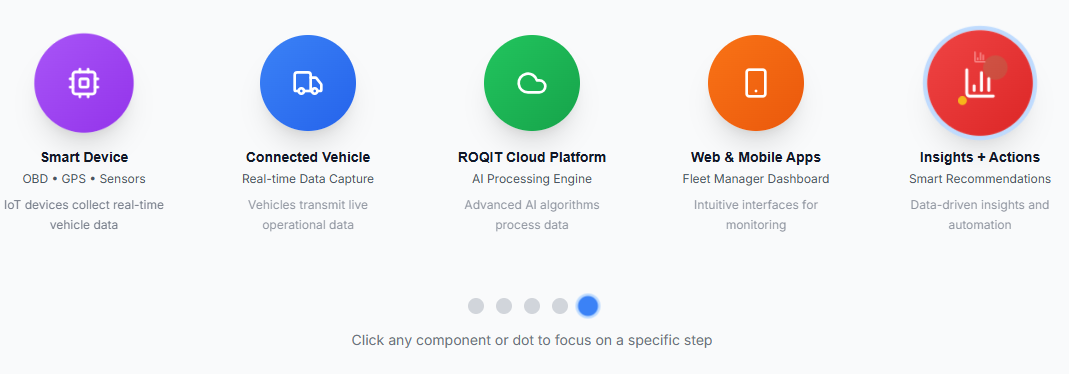 Smart Device
OBD • GPS • Sensors
IoT devices collect real-time
vehicle data
Connected Vehicle
Real-time Data Capture
Vehicles transmit live
operational data
ROQIT Cloud Platform
AI Processing Engine
Advanced AI algorithms
process data
Web & Mobile Apps
Fleet Manager Dashboard
Intuitive interfaces for
monitoring
Insights + Actions
Smart Recommendations
Data-driven insights and
automation
Click any component or dot to focus on a specific step